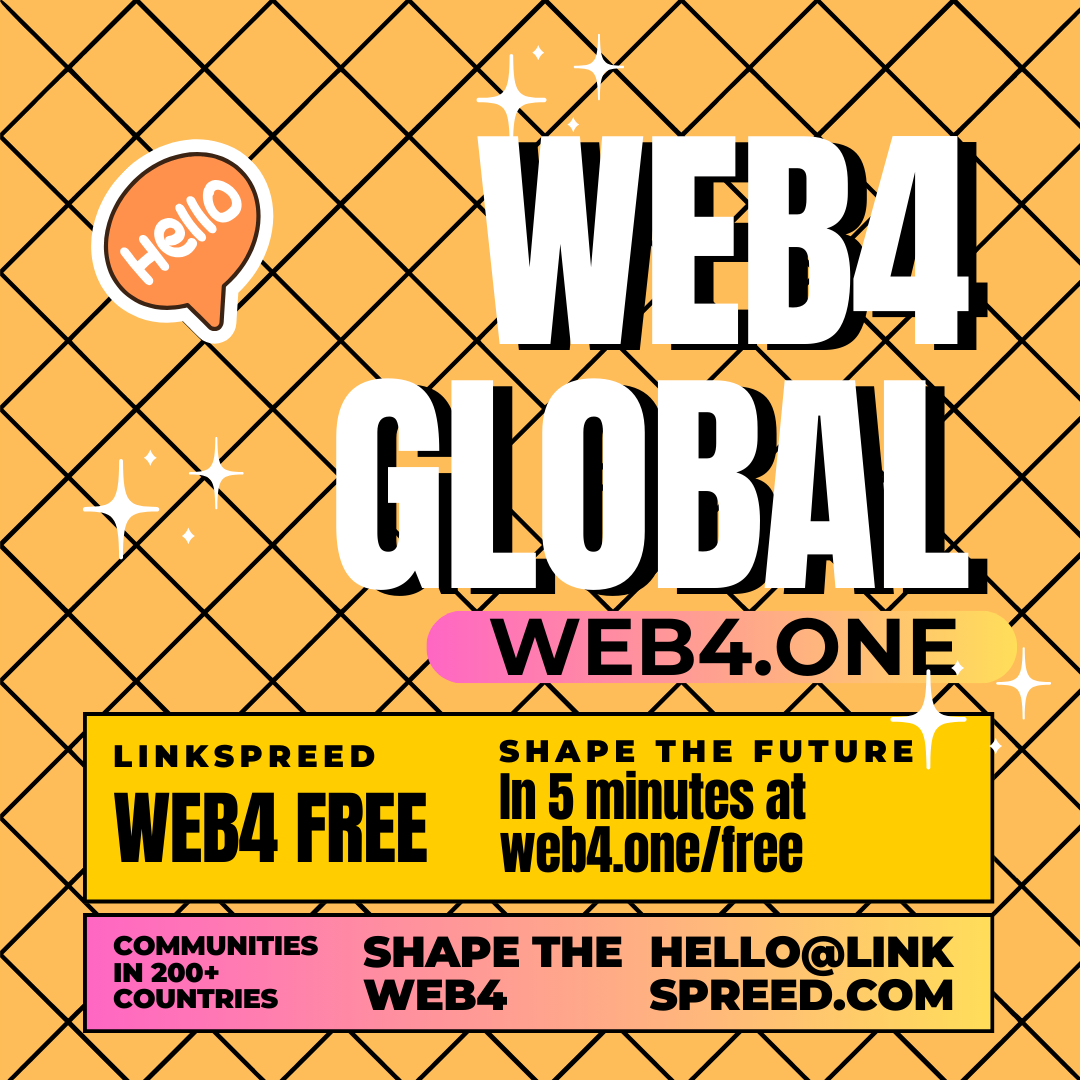 Hello
WEB4
GLOBAL
WEB4.ONE
LINKSPREED
WEB4 FREE
SHAPE THE FUTURE
In 5 minutes at
web4.one/free
COMMUNITIES
IN 200+
COUNTRIES
SHAPE THE
WEB4
HELLO@LINK
SPREED.COM